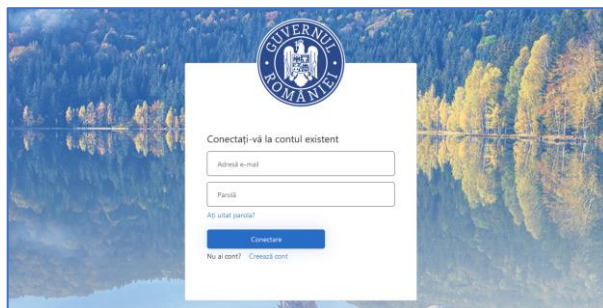 GUVERNUL
ROMÂNIEI
Conectați-vă la contul existent
Adresă e-mail
Parolă
Ați uitat parola?
Conectare
Nu ai cont? Creează cont